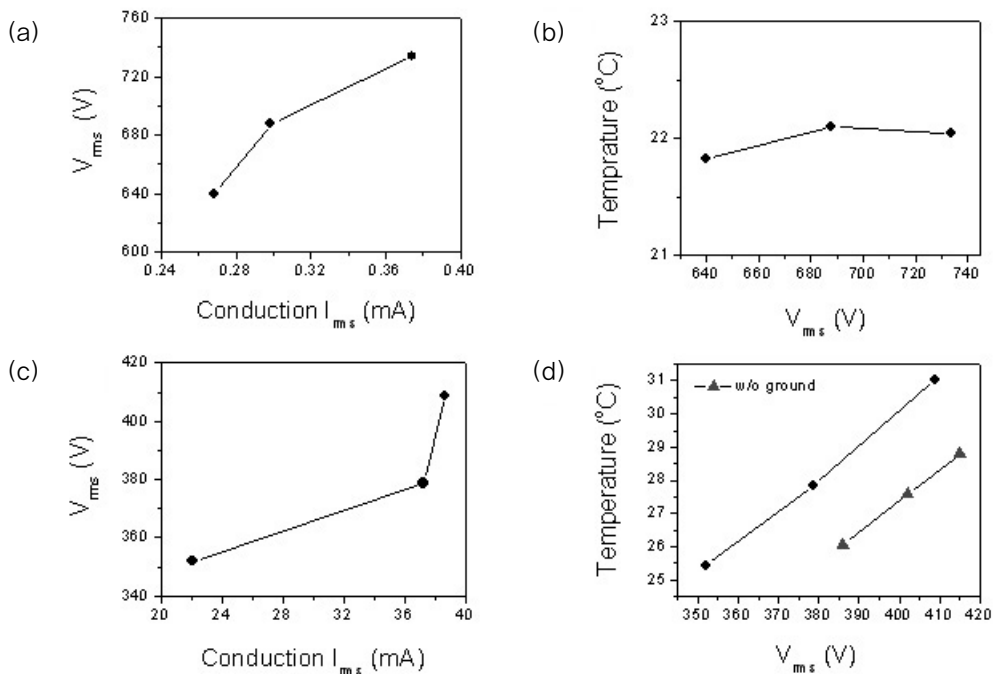 (a)
760
720
680
640
600
V_rms (V)
0.24 0.28 0.32 0.36 0.40
Conduction I_rms (mA)
(b)
23
22
21
Temprature (°C)
640 660 680 700 720 740
V_rms (V)
(c)
420
400
380
360
340
V_rms (V)
20 24 28 32 36 40
Conduction I_rms (mA)
(d)
w/o ground
31
30
29
28
27
26
25
Temperature (°C)
350 360 370 380 390 400 410 420
V_rms (V)